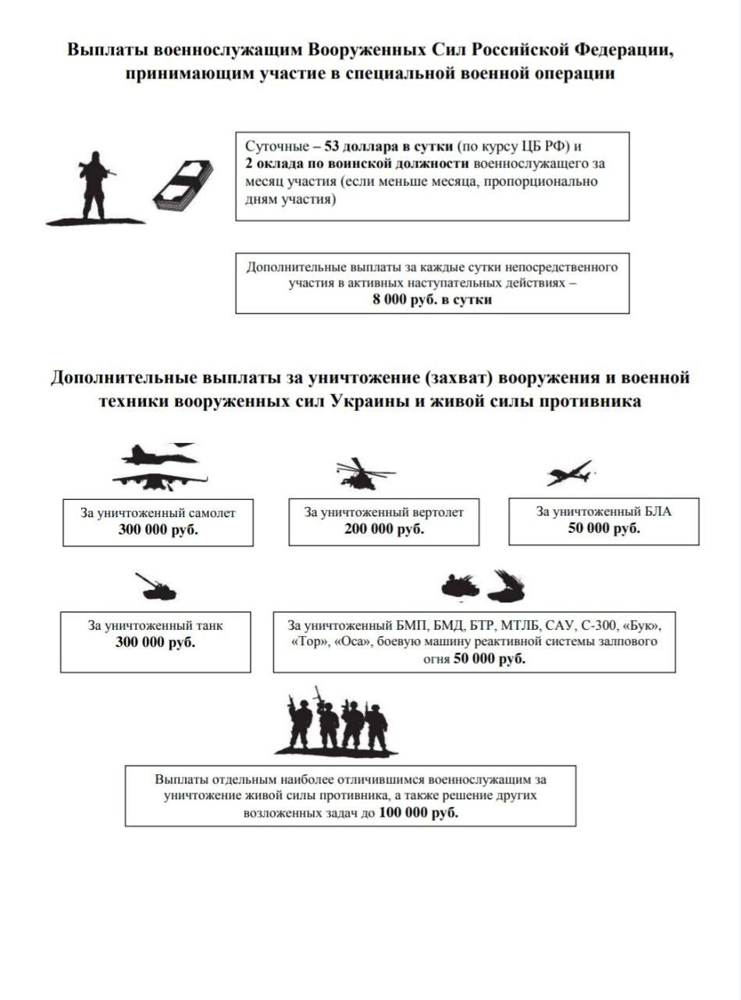 Выплаты военнослужащим Вооруженных Сил Российской Федерации,
принимающим участие в специальной военной операции
Суточные – 53 доллара в сутки (по курсу ЦБ РФ) и
2 оклада по воинской должности военнослужащего за
месяц участия (если меньше месяца, пропорционально
дням участия)
Дополнительные выплаты за каждые сутки непосредственного
участия в активных наступательных действиях –
8 000 руб. в сутки
Дополнительные выплаты за уничтожение (захват) вооружения и военной
техники вооруженных сил Украины и живой силы противника
За уничтоженный самолет
300 000 руб.
За уничтоженный вертолет
200 000 руб.
За уничтоженный БЛА
50 000 руб.
За уничтоженный танк
300 000 руб.
За уничтоженный БМП, БМД, БТР, МТЛБ, САУ, С-300, «Бук»,
«Тор», «Оса», боевую машину реактивной системы залпового
огня 50 000 руб.
Выплаты отдельным наиболее отличившимся военнослужащим за
уничтожение живой силы противника, а также решение других
возложенных задач до 100 000 руб.